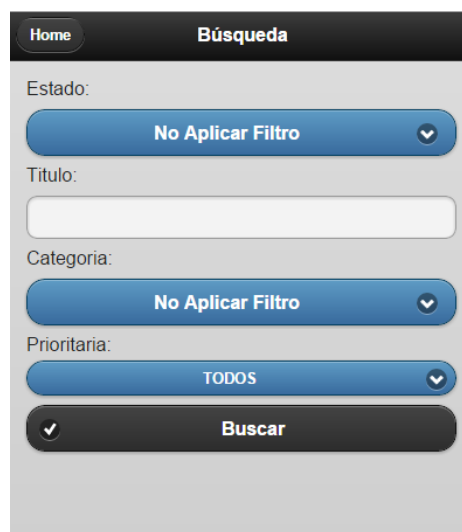 Home
Búsqueda
Estado:
No Aplicar Filtro
Titulo:
Categoria:
No Aplicar Filtro
Prioritaria:
TODOS
Buscar